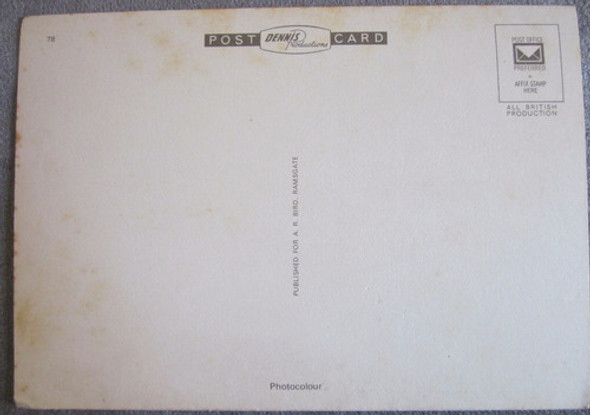 78
POST DENNIS Productions CARD
POST OFFICE
PREFERRED
AFFIX STAMP
HERE
ALL BRITISH
PRODUCTION
PUBLISHED FOR A. R. BIRD, RAMSGATE
Photocolour